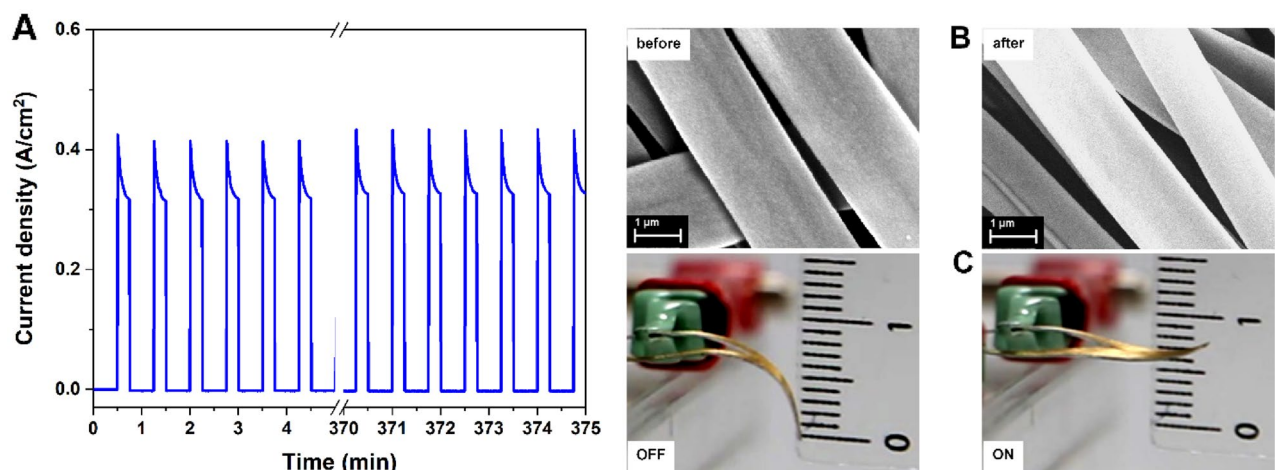 A
0.6
0.4
0.2
0.0
Current density (A/cm²)
0 1 2 3 4 370 371 372 373 374 375
Time (min)
before
1 µm
B
after
1 µm
1
0
OFF
C
1
0
ON